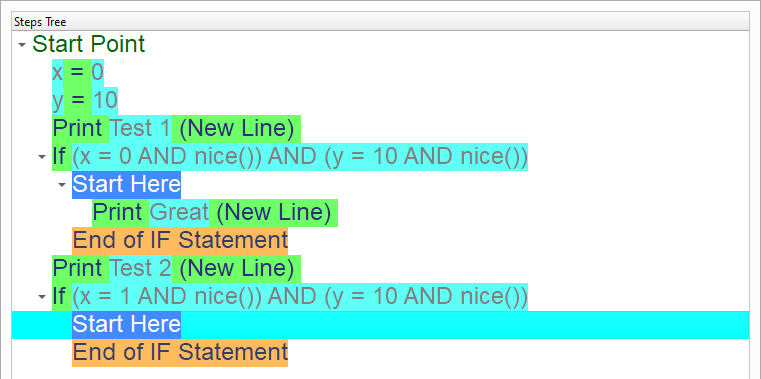 Steps Tree
Start Point
x = 0
y = 10
Print Test 1 (New Line)
If (x = 0 AND nice()) AND (y = 10 AND nice())
Start Here
Print Great (New Line)
End of IF Statement
Print Test 2 (New Line)
If (x = 1 AND nice()) AND (y = 10 AND nice())
Start Here
End of IF Statement